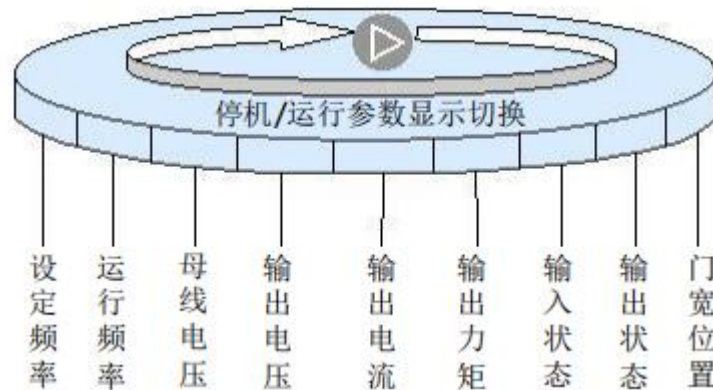 停机/运行参数显示切换
设定频率
运行频率
母线电压
输出电压
输出电流
输出力矩
输入状态
输出状态
门宽位置